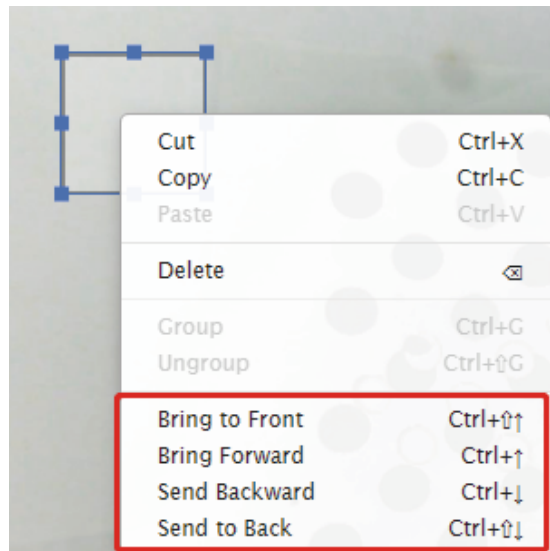 Cut Ctrl+X
Copy Ctrl+C
Paste Ctrl+V
Delete ⌫
Group Ctrl+G
Ungroup Ctrl+⇧G
Bring to Front Ctrl+⇧↑
Bring Forward Ctrl+↑
Send Backward Ctrl+↓
Send to Back Ctrl+⇧↓